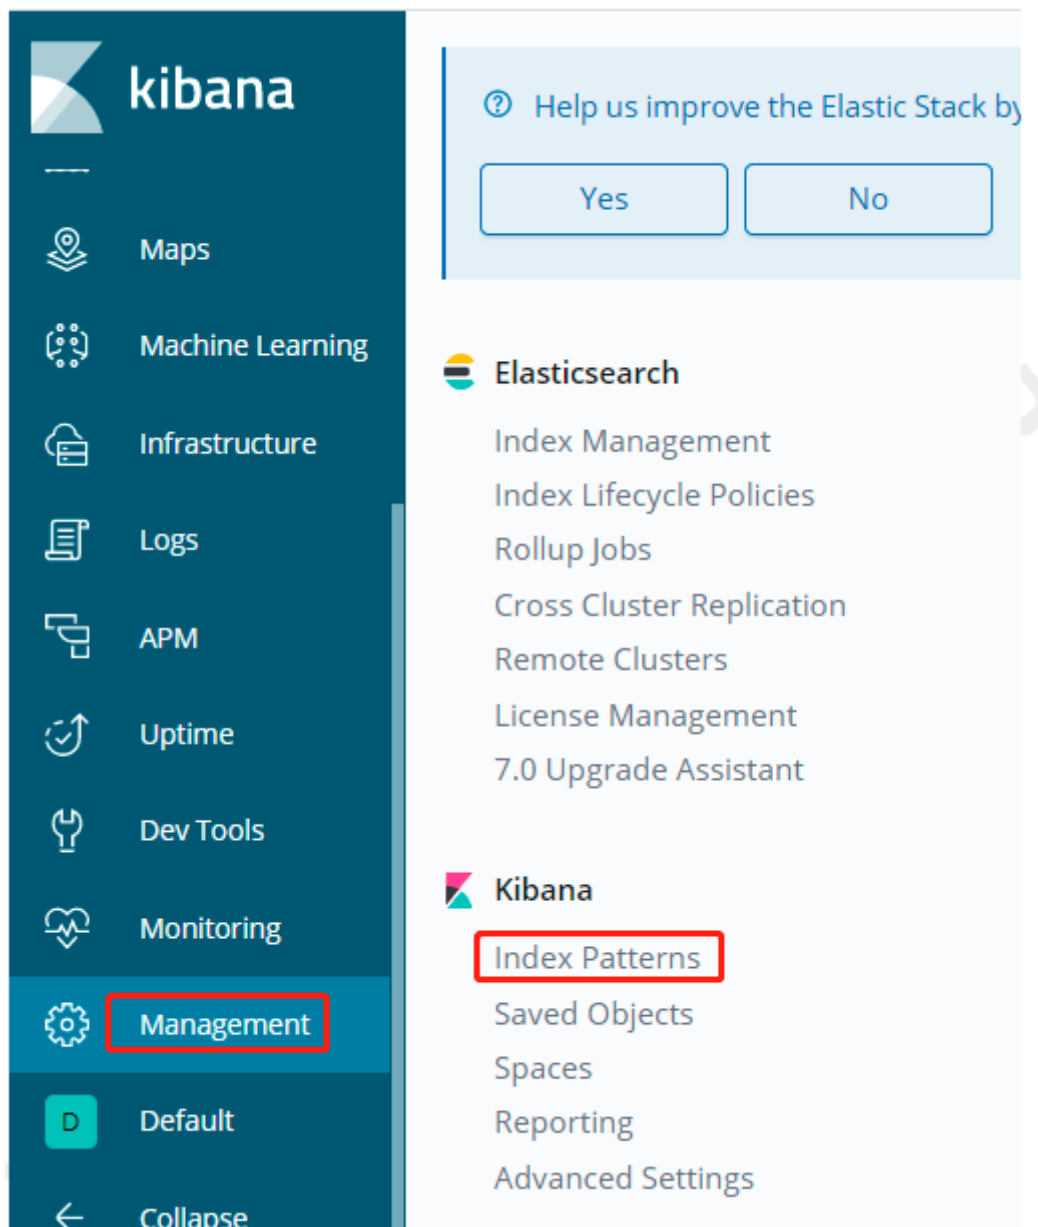 kibana
Maps
Machine Learning
Infrastructure
Logs
APM
Uptime
Dev Tools
Monitoring
Management
D
Default
Collapse
Help us improve the Elastic Stack by
Yes
No
Elasticsearch
Index Management
Index Lifecycle Policies
Rollup Jobs
Cross Cluster Replication
Remote Clusters
License Management
7.0 Upgrade Assistant
Kibana
Index Patterns
Saved Objects
Spaces
Reporting
Advanced Settings